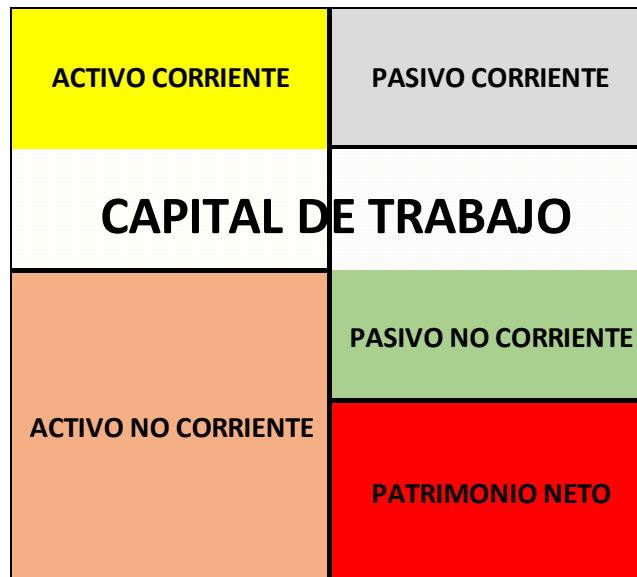 ACTIVO CORRIENTE
PASIVO CORRIENTE
CAPITAL DE TRABAJO
PASIVO NO CORRIENTE
ACTIVO NO CORRIENTE
PATRIMONIO NETO